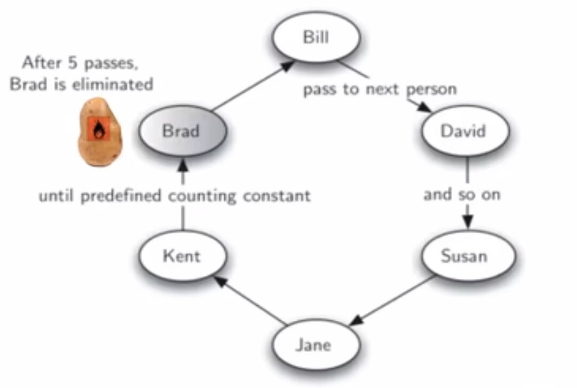 Bill
After 5 passes,
Brad is eliminated
pass to next person
Brad
David
until predefined counting constant
and so on
Kent
Susan
Jane